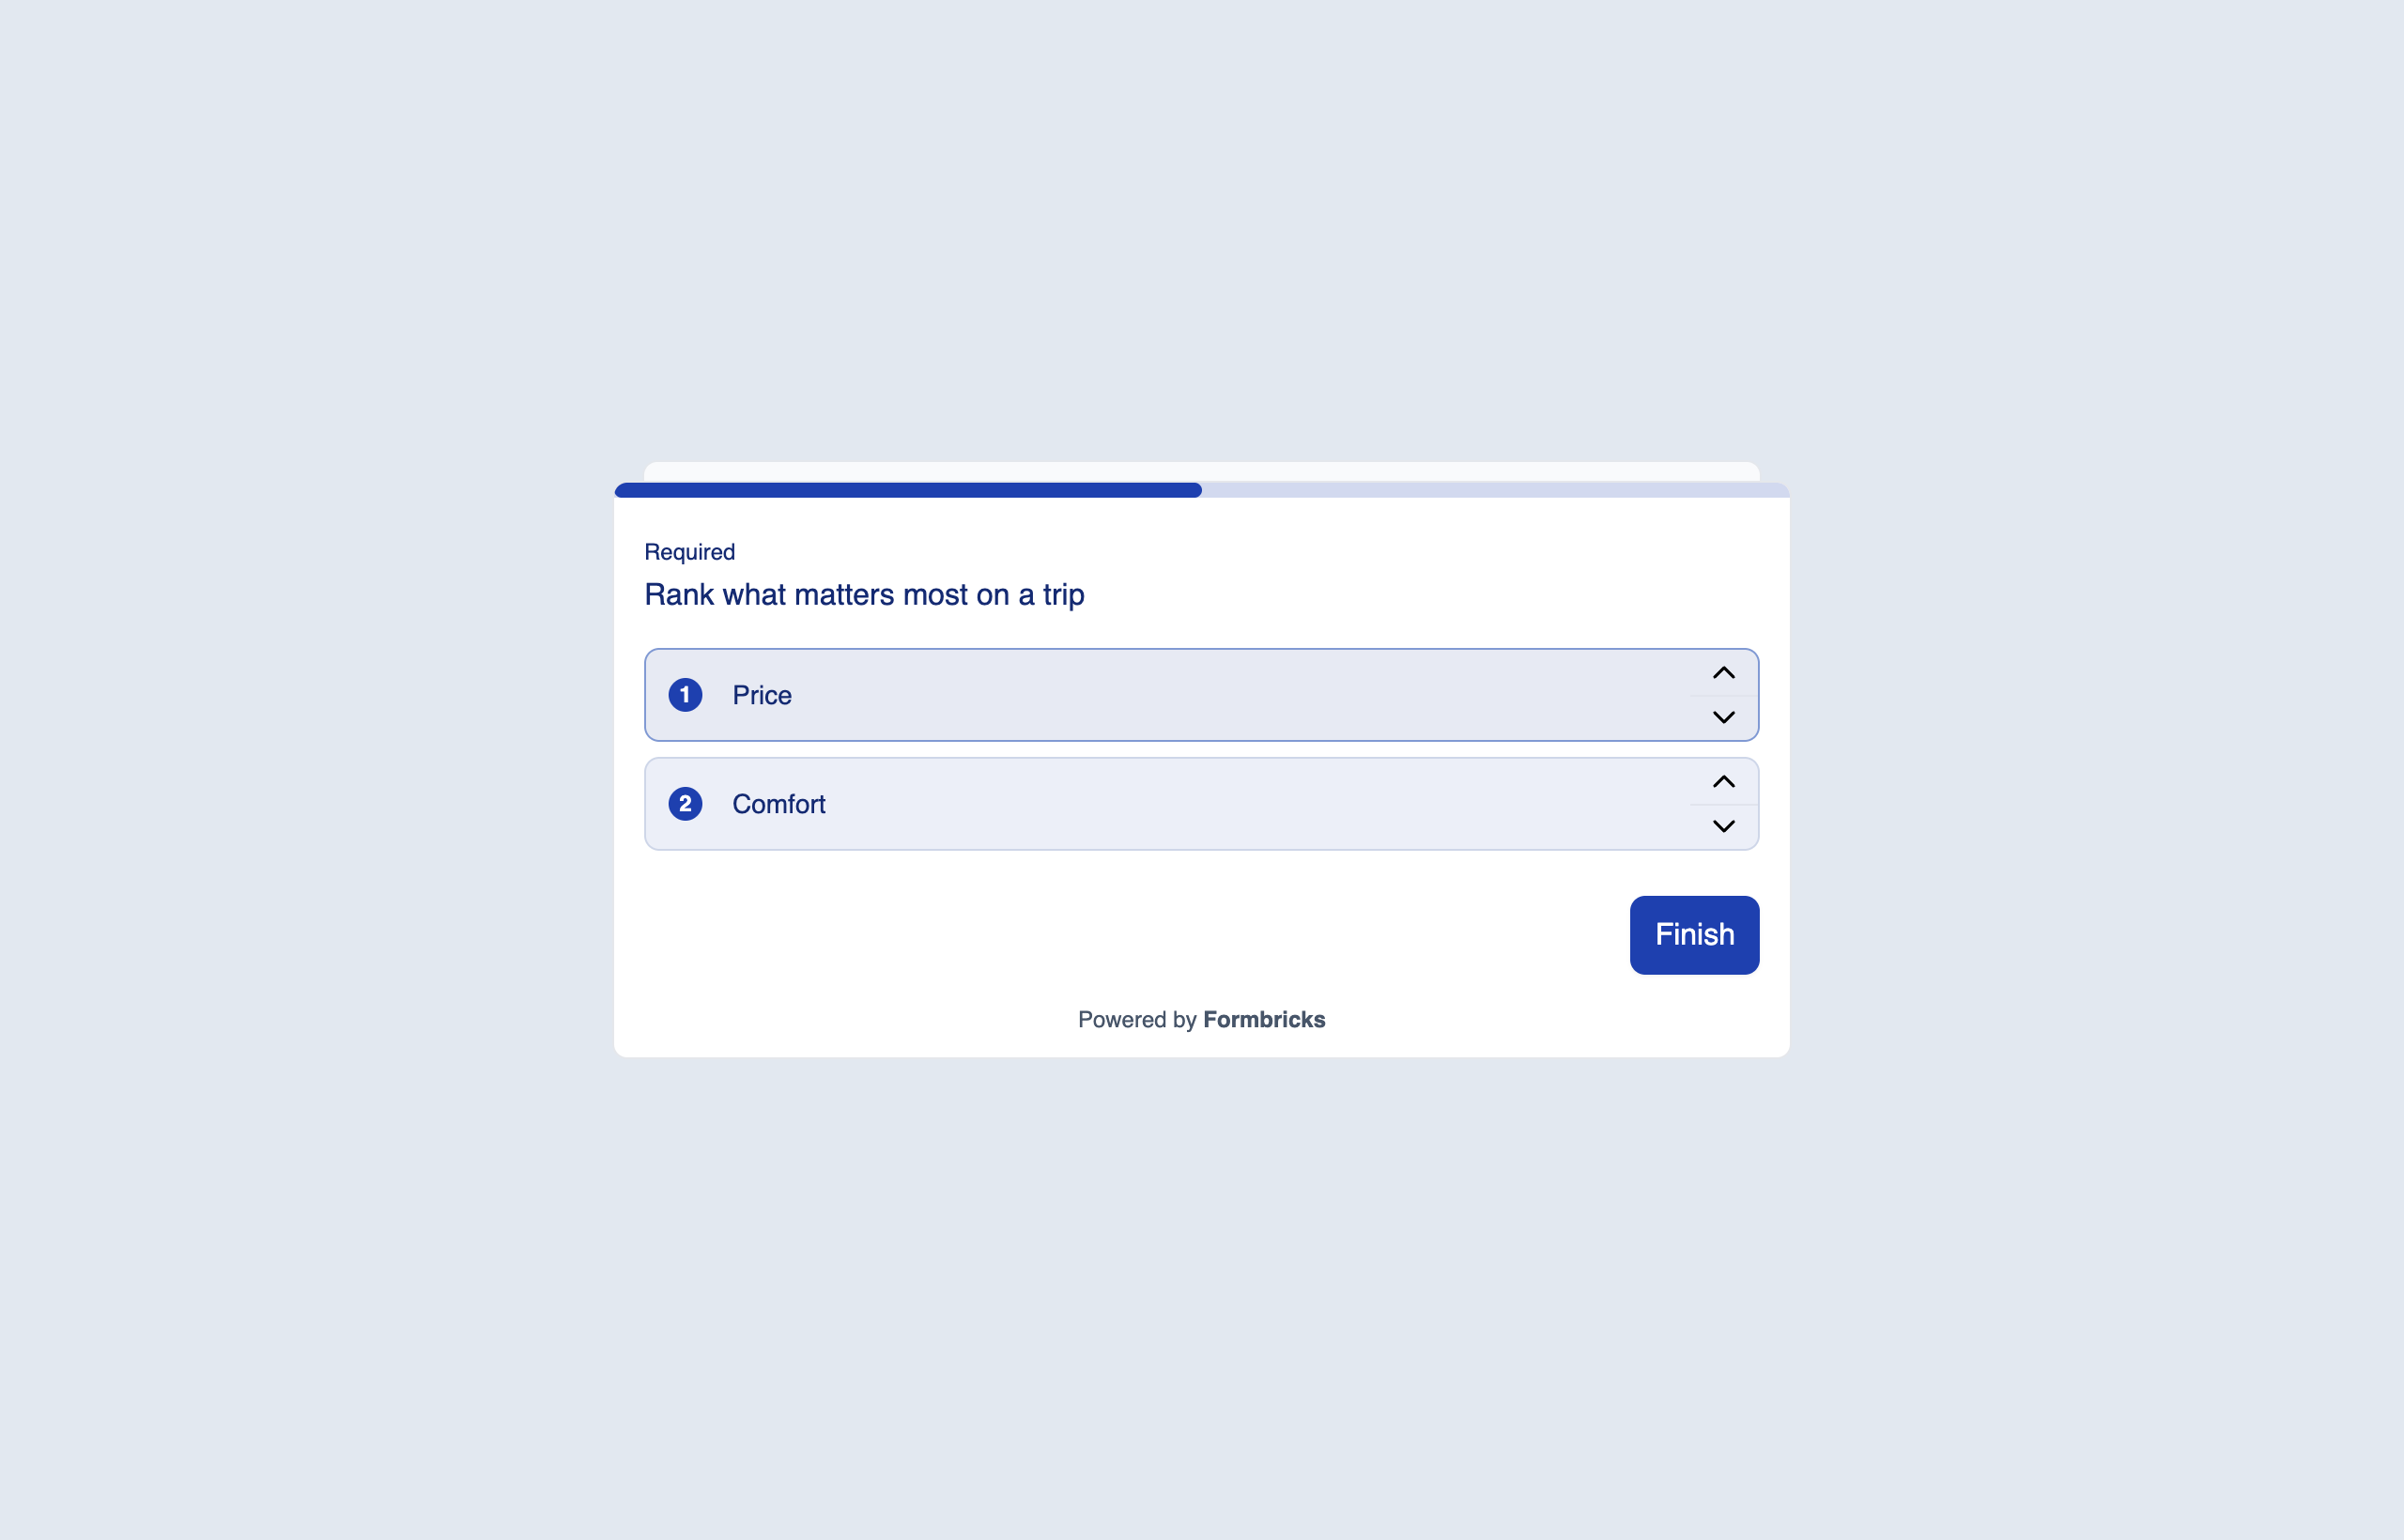 Required
Rank what matters most on a trip
1 Price
2 Comfort
Finish
Powered by Formbricks